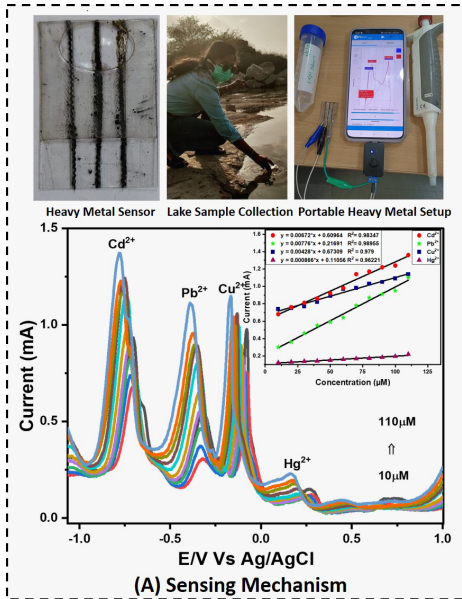 Heavy Metal Sensor
Lake Sample Collection
Portable Heavy Metal Setup
Cd²⁺
Pb²⁺
Cu²⁺
Hg²⁺
y = 0.00672*x + 0.60964 R²= 0.98347
y = 0.00776*x + 0.21691 R²= 0.98965
y = 0.00428*x + 0.67309 R²= 0.979
y = 0.000866*x + 0.11056 R²= 0.96221
Cd²⁺
Pb²⁺
Cu²⁺
Hg²⁺
Current (mA)
1.6
1.4
1.2
1.0
0.8
0.6
0.4
0.2
0 25 50 75 100 125
Concentration (µM)
110µM
⇑
10µM
Current (mA)
1.5
1.0
0.5
0.0
-1.0 -0.5 0.0 0.5 1.0
E/V Vs Ag/AgCl
(A) Sensing Mechanism